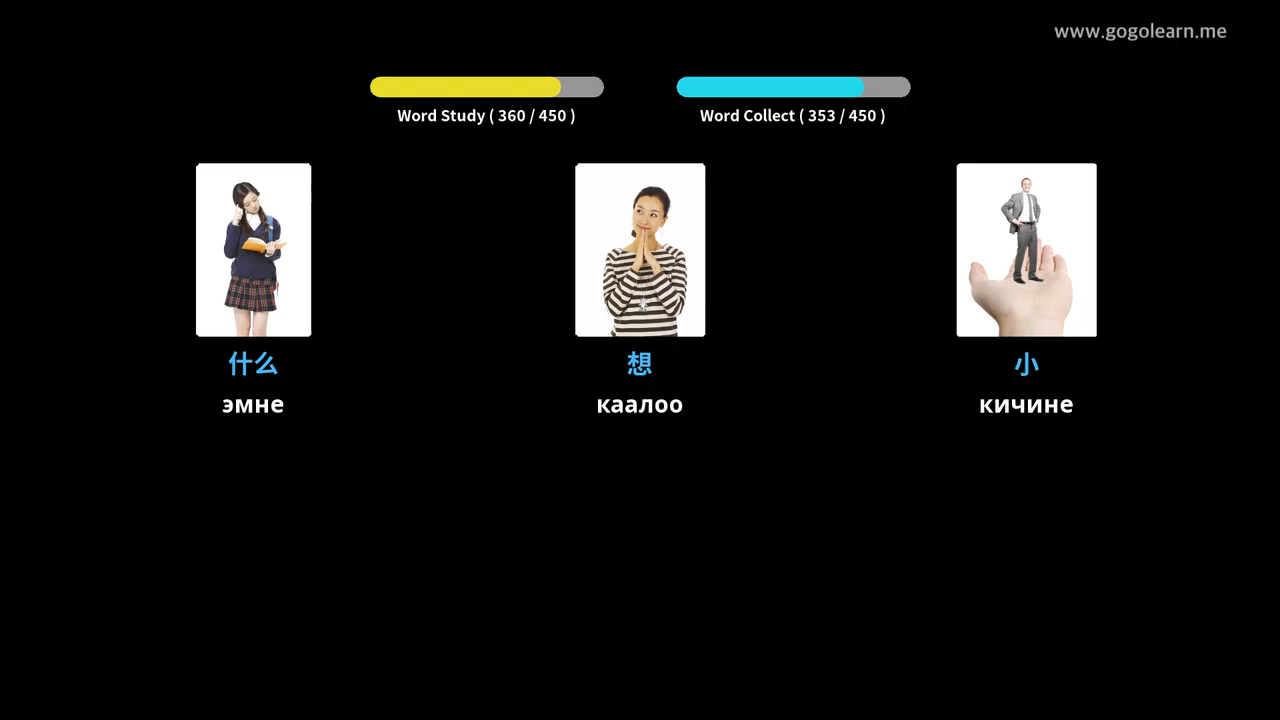 www.gogolearn.me
Word Study ( 360 / 450 )
Word Collect ( 353 / 450 )
什么
想
小
эмне
каалоо
кичине